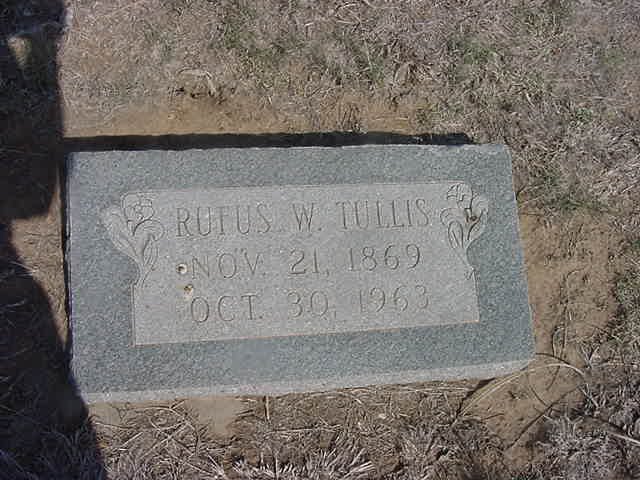 RUFUS W. TULLIS
NOV. 21, 1869
OCT. 30, 1963